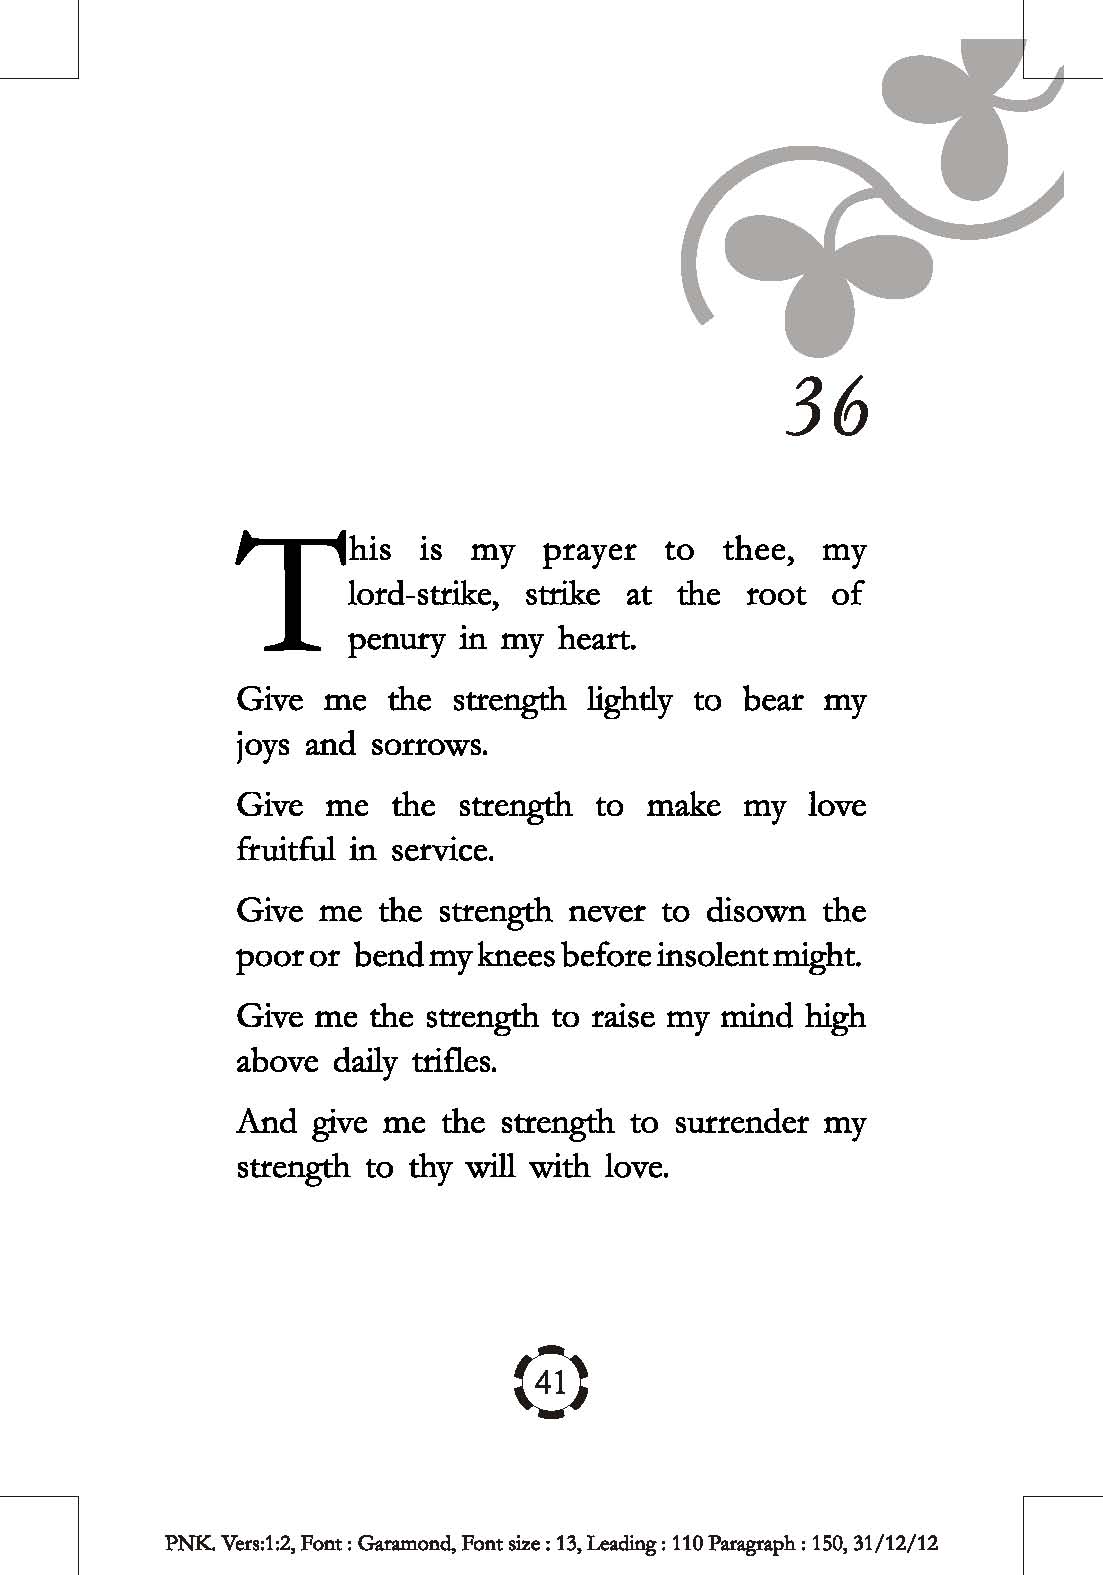 36
This is my prayer to thee, my
lord-strike, strike at the root of
penury in my heart.
Give me the strength lightly to bear my
joys and sorrows.
Give me the strength to make my love
fruitful in service.
Give me the strength never to disown the
poor or bend my knees before insolent might.
Give me the strength to raise my mind high
above daily trifles.
And give me the strength to surrender my
strength to thy will with love.
41
PNK. Vers:1:2, Font : Garamond, Font size : 13, Leading : 110 Paragraph : 150, 31/12/12